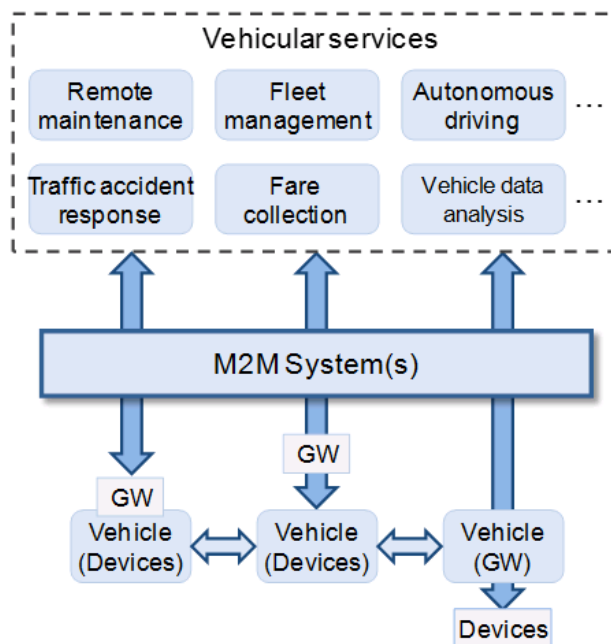 Vehicular services
Remote
maintenance
Fleet
management
Autonomous
driving
...
Traffic accident
response
Fare
collection
Vehicle data
analysis
...
M2M System(s)
GW
GW
Vehicle
(Devices)
Vehicle
(Devices)
Vehicle
(GW)
Devices